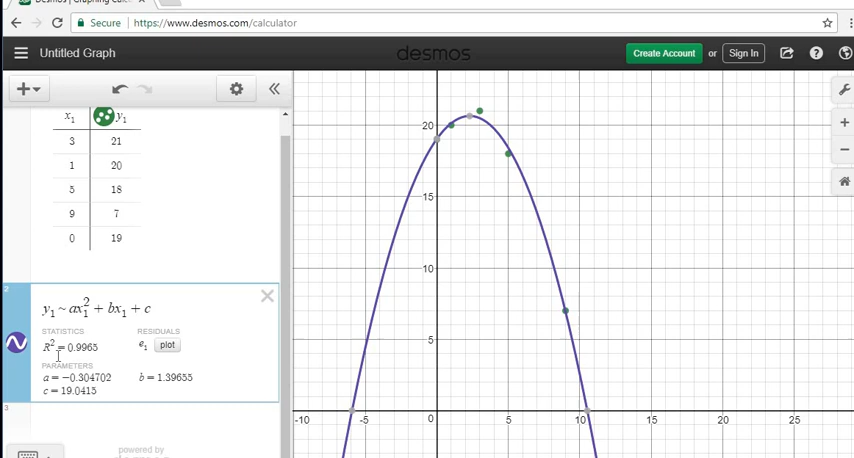 desmos | Graphing Calc
Secure | https://www.desmos.com/calculator
Untitled Graph
desmos
Create Account or Sign In
x₁ y₁
3 21
1 20
5 18
9 7
0 19
2
y₁ ~ ax₁² + bx₁ + c
STATISTICS RESIDUALS
R² = 0.9965 e₁ plot
PARAMETERS
a = −0.304702 b = 1.39655
c = 19.0415
3
powered by
20
15
10
5
-10 -5 0 5 10 15 20 25